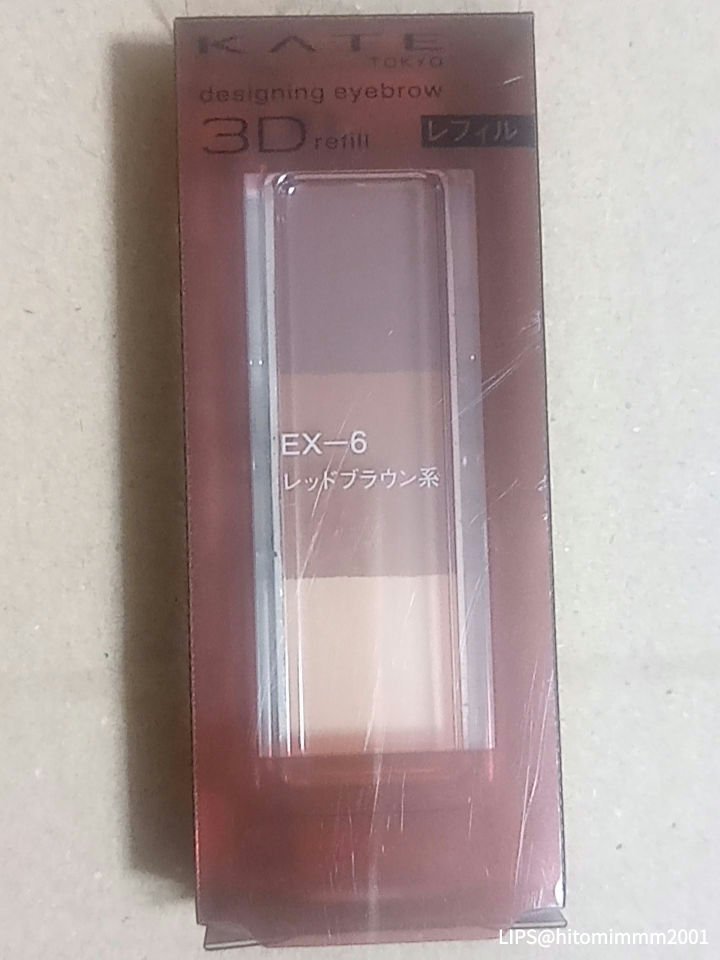 KATE
TOKYO
designing eyebrow
3D refill
レフィル
EX-6
レッドブラウン系
LIPS@hitomimmm2001